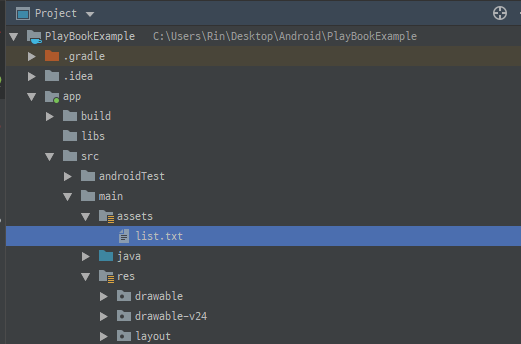 Project
PlayBookExample C:\Users\Rin\Desktop\Android\PlayBookExample
.gradle
.idea
app
build
libs
src
androidTest
main
assets
list.txt
java
res
drawable
drawable-v24
layout